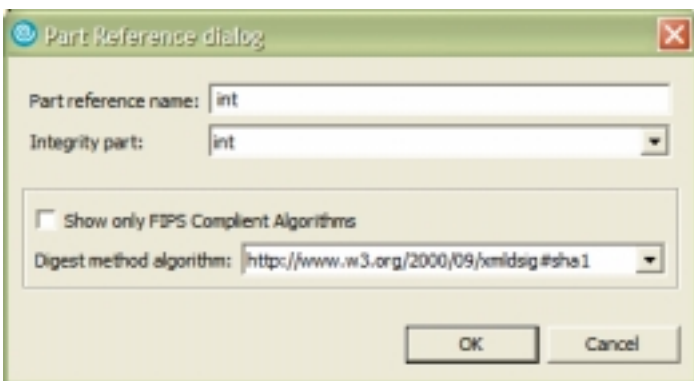 Part Reference dialog
Part reference name: int
Integrity part: int
Show only FIPS Complient Algorithms
Digest method algorithm: http://www.w3.org/2000/09/xmldsig#sha1
OK Cancel